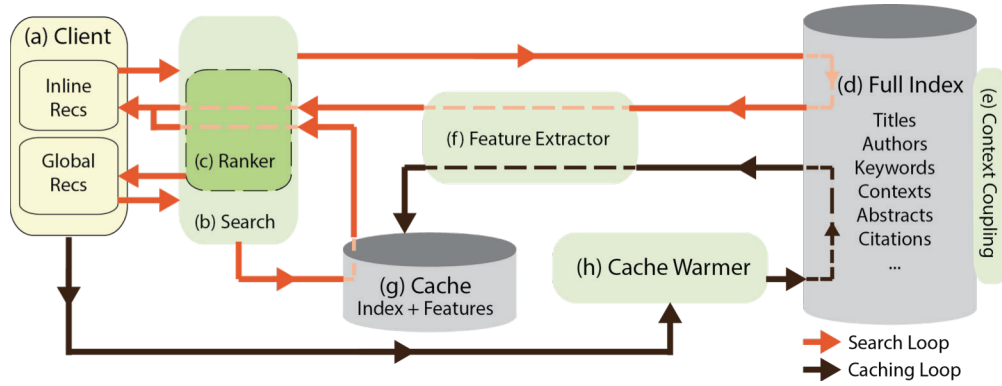 (a) Client
Inline
Recs
Global
Recs
(c) Ranker
(b) Search
(f) Feature Extractor
(g) Cache
Index + Features
(h) Cache Warmer
(d) Full Index
Titles
Authors
Keywords
Contexts
Abstracts
Citations
...
(e) Context
Coupling
Search Loop
Caching Loop